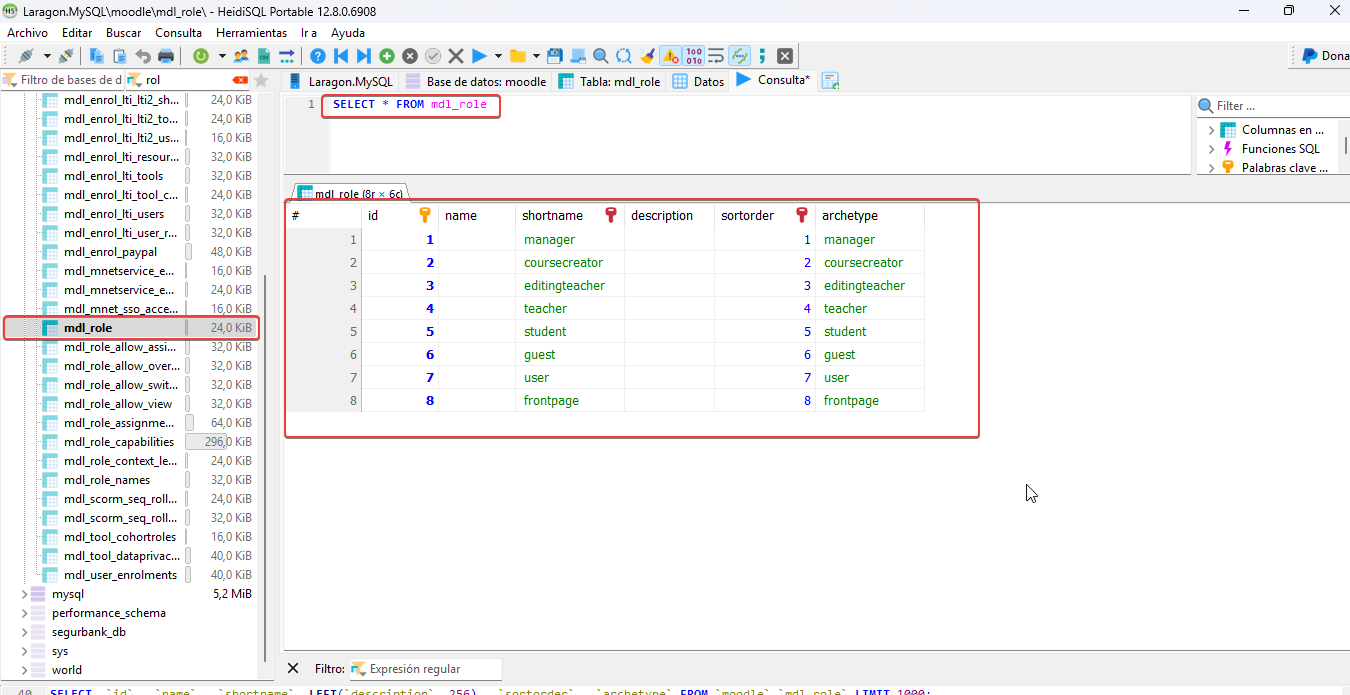 Laragon.MySQL\moodle\mdl_role\ - HeidiSQL Portable 12.8.0.6908
Archivo Editar Buscar Consulta Herramientas Ir a Ayuda
Dona
Filtro de bases de d rol
Laragon.MySQL Base de datos: moodle Tabla: mdl_role Datos Consulta*
mdl_enrol_lti_lti2_sh... 24,0 KiB
mdl_enrol_lti_lti2_to... 24,0 KiB
mdl_enrol_lti_lti2_us... 16,0 KiB
mdl_enrol_lti_resour... 32,0 KiB
mdl_enrol_lti_tools 32,0 KiB
mdl_enrol_lti_tool_c... 24,0 KiB
mdl_enrol_lti_users 32,0 KiB
mdl_enrol_lti_user_r... 32,0 KiB
mdl_enrol_paypal 48,0 KiB
mdl_mnetservice_e... 16,0 KiB
mdl_mnetservice_e... 24,0 KiB
mdl_mnet_sso_acce... 16,0 KiB
mdl_role 24,0 KiB
mdl_role_allow_assi... 32,0 KiB
mdl_role_allow_over... 32,0 KiB
mdl_role_allow_swit... 32,0 KiB
mdl_role_allow_view 32,0 KiB
mdl_role_assignme... 64,0 KiB
mdl_role_capabilities 296,0 KiB
mdl_role_context_le... 24,0 KiB
mdl_role_names 32,0 KiB
mdl_scorm_seq_roll... 24,0 KiB
mdl_scorm_seq_roll... 32,0 KiB
mdl_tool_cohortroles 16,0 KiB
mdl_tool_dataprivac... 40,0 KiB
mdl_user_enrolments 40,0 KiB
mysql 5,2 MiB
performance_schema
segurbank_db
sys
world
1 SELECT * FROM mdl_role
Filter ...
Columnas en ...
Funciones SQL
Palabras clave ...
mdl_role (8r × 6c)
# id name shortname description sortorder archetype
1 1 manager 1 manager
2 2 coursecreator 2 coursecreator
3 3 editingteacher 3 editingteacher
4 4 teacher 4 teacher
5 5 student 5 student
6 6 guest 6 guest
7 7 user 7 user
8 8 frontpage 8 frontpage
Filtro: Expresión regular
40 SELECT `id`, `name`, `shortname`, LEFT(`description`, 256), `sortorder`, `archetype` FROM `moodle`.`mdl_role` LIMIT 1000;